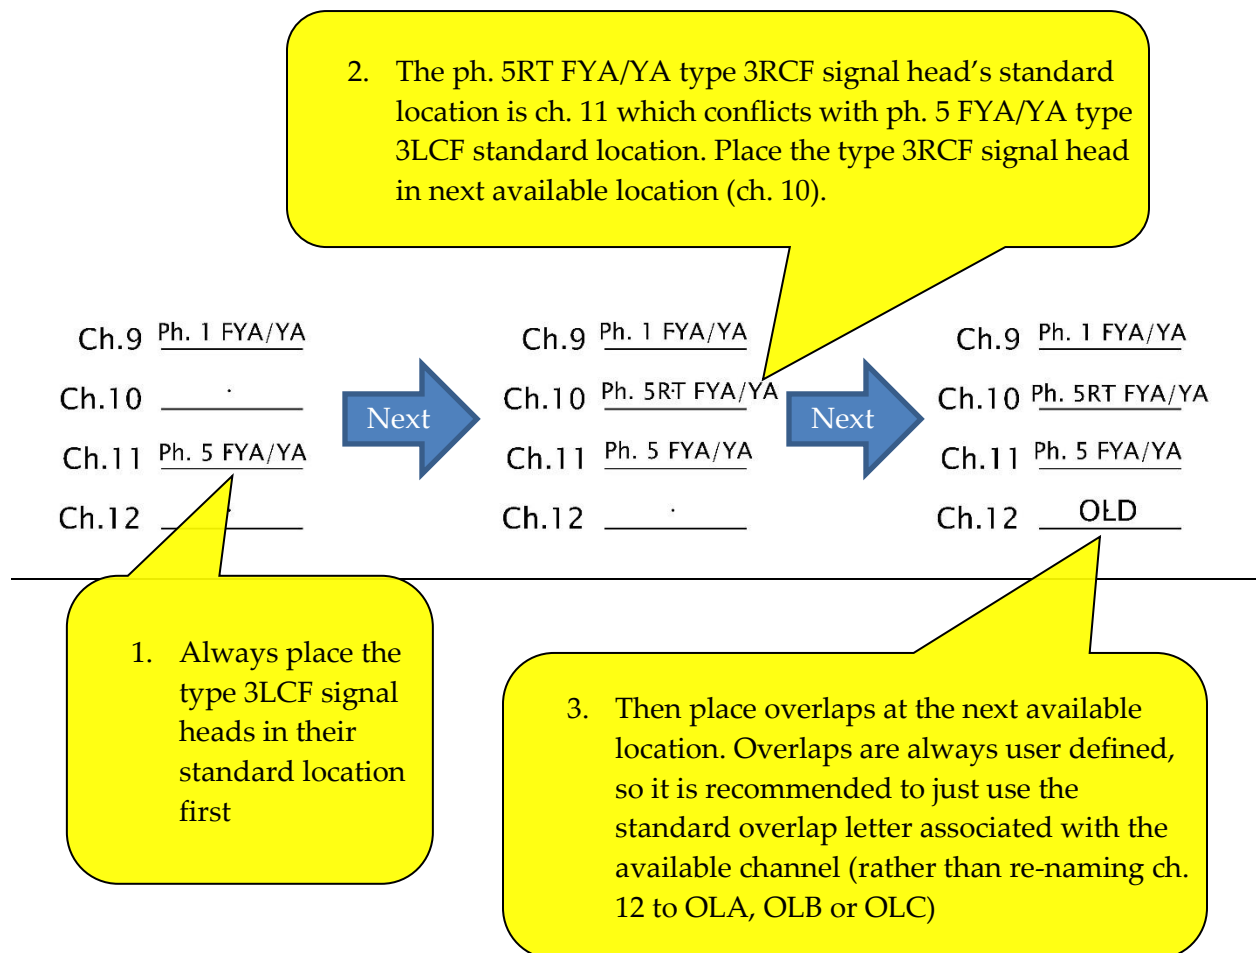 2. The ph. 5RT FYA/YA type 3RCF signal head's standard
location is ch. 11 which conflicts with ph. 5 FYA/YA type
3LCF standard location. Place the type 3RCF signal head
in next available location (ch. 10).
Ch.9 Ph. 1 FYA/YA
Ch.10
Ch.11 Ph. 5 FYA/YA
Ch.12
Next
Ch.9 Ph. 1 FYA/YA
Ch.10 Ph. 5RT FYA/YA
Ch.11 Ph. 5 FYA/YA
Ch.12
Next
Ch.9 Ph. 1 FYA/YA
Ch.10 Ph. 5RT FYA/YA
Ch.11 Ph. 5 FYA/YA
Ch.12 OLD
1. Always place the
type 3LCF signal
heads in their
standard location
first
3. Then place overlaps at the next available
location. Overlaps are always user defined,
so it is recommended to just use the
standard overlap letter associated with the
available channel (rather than re-naming ch.
12 to OLA, OLB or OLC)